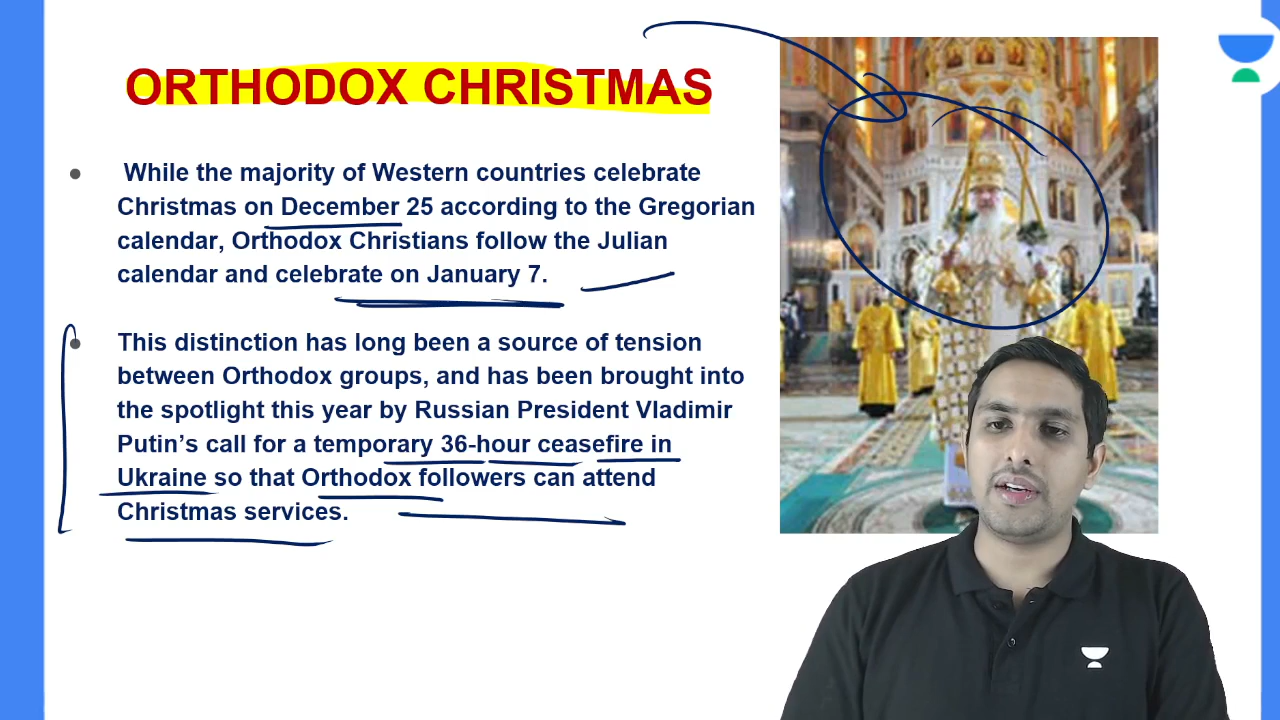 ORTHODOX CHRISTMAS
While the majority of Western countries celebrate
Christmas on December 25 according to the Gregorian
calendar, Orthodox Christians follow the Julian
calendar and celebrate on January 7.
This distinction has long been a source of tension
between Orthodox groups, and has been brought into
the spotlight this year by Russian President Vladimir
Putin’s call for a temporary 36-hour ceasefire in
Ukraine so that Orthodox followers can attend
Christmas services.